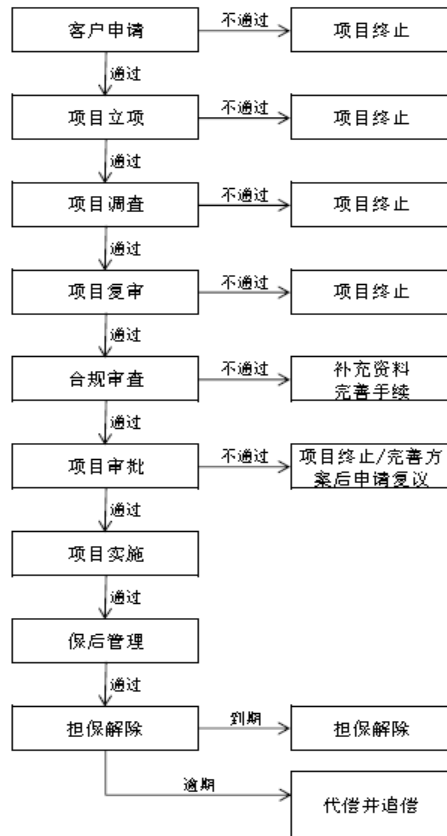 客户申请
不通过
项目终止
通过
项目立项
不通过
项目终止
通过
项目调查
不通过
项目终止
通过
项目复审
不通过
项目终止
通过
合规审查
不通过
补充资料
完善手续
通过
项目审批
不通过
项目终止/完善方
案后申请复议
通过
项目实施
通过
保后管理
通过
担保解除
到期
担保解除
逾期
代偿并追偿